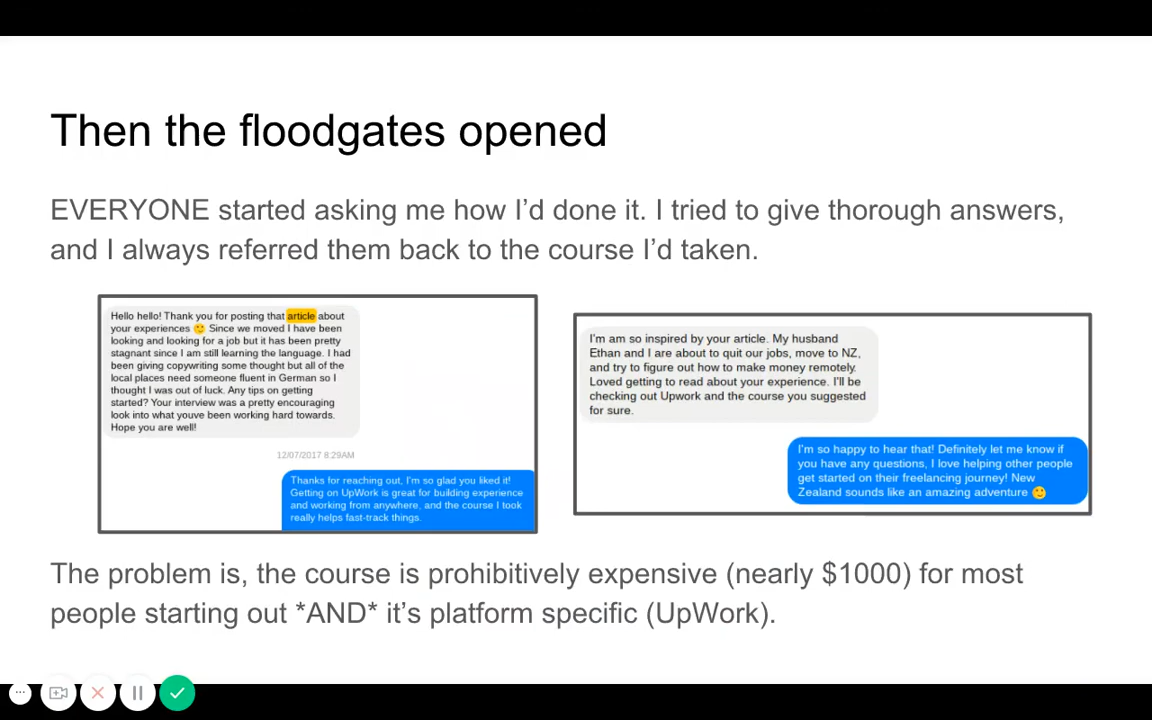 Then the floodgates opened
EVERYONE started asking me how I'd done it. I tried to give thorough answers,
and I always referred them back to the course I'd taken.
Hello hello! Thank you for posting that article about
your experiences 🙂 Since we moved I have been
looking and looking for a job but it has been pretty
stagnant since I am still learning the language. I had
been giving copywriting some thought but all of the
local places need someone fluent in German so I
thought I was out of luck. Any tips on getting
started? Your interview was a pretty encouraging
look into what youve been working hard towards.
Hope you are well!
12/07/2017 8:29AM
Thanks for reaching out, I'm so glad you liked it!
Getting on UpWork is great for building experience
and working from anywhere, and the course I took
really helps fast-track things.
I'm am so inspired by your article. My husband
Ethan and I are about to quit our jobs, move to NZ,
and try to figure out how to make money remotely.
Loved getting to read about your experience. I'll be
checking out Upwork and the course you suggested
for sure.
I'm so happy to hear that! Definitely let me know if
you have any questions, I love helping other people
get started on their freelancing journey! New
Zealand sounds like an amazing adventure 🙂
The problem is, the course is prohibitively expensive (nearly $1000) for most
people starting out *AND* it's platform specific (UpWork).